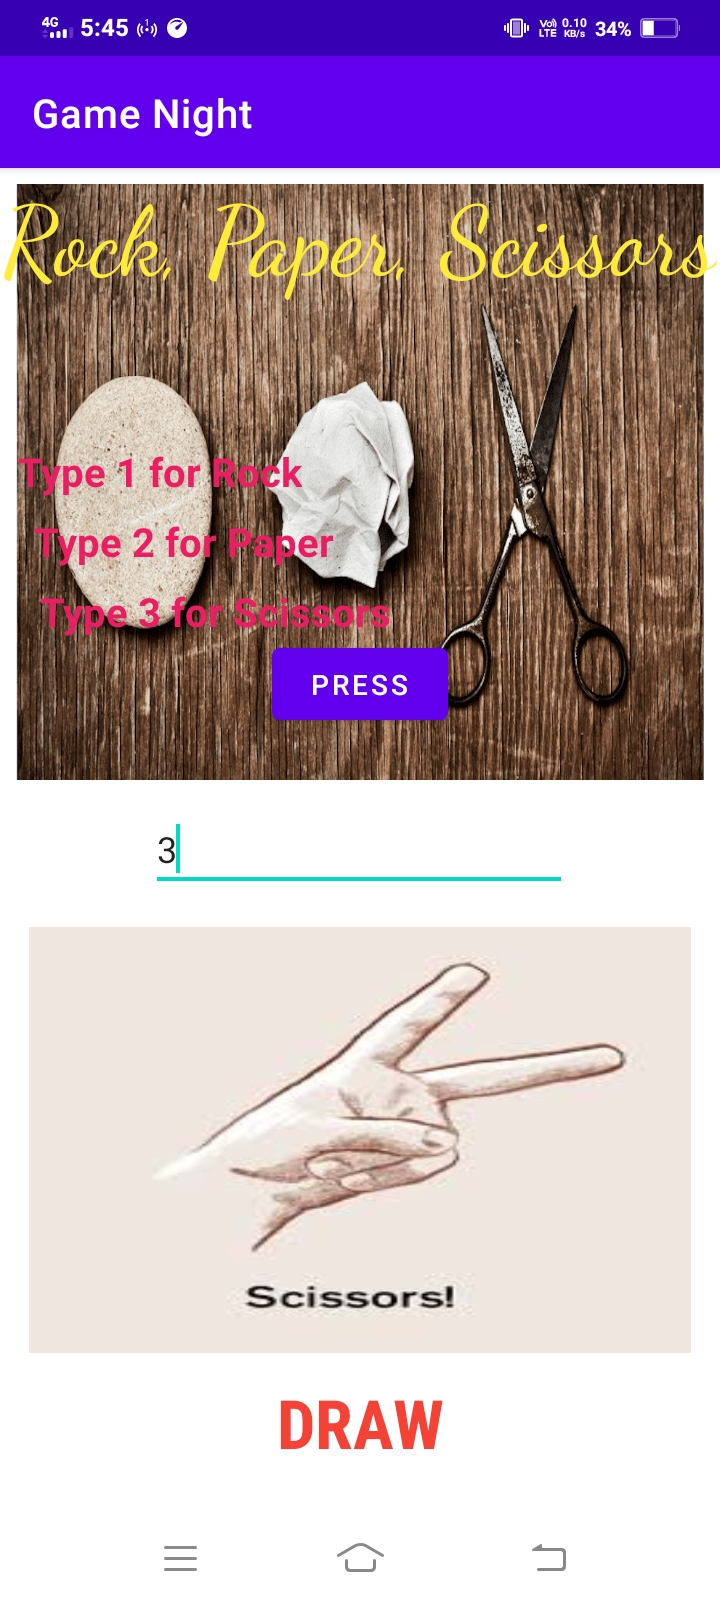 4G 5:45 Vo) LTE 0.10 KB/s 34%
Game Night
Rock, Paper, Scissors
Type 1 for Rock
Type 2 for Paper
Type 3 for Scissors
PRESS
3
Scissors!
DRAW